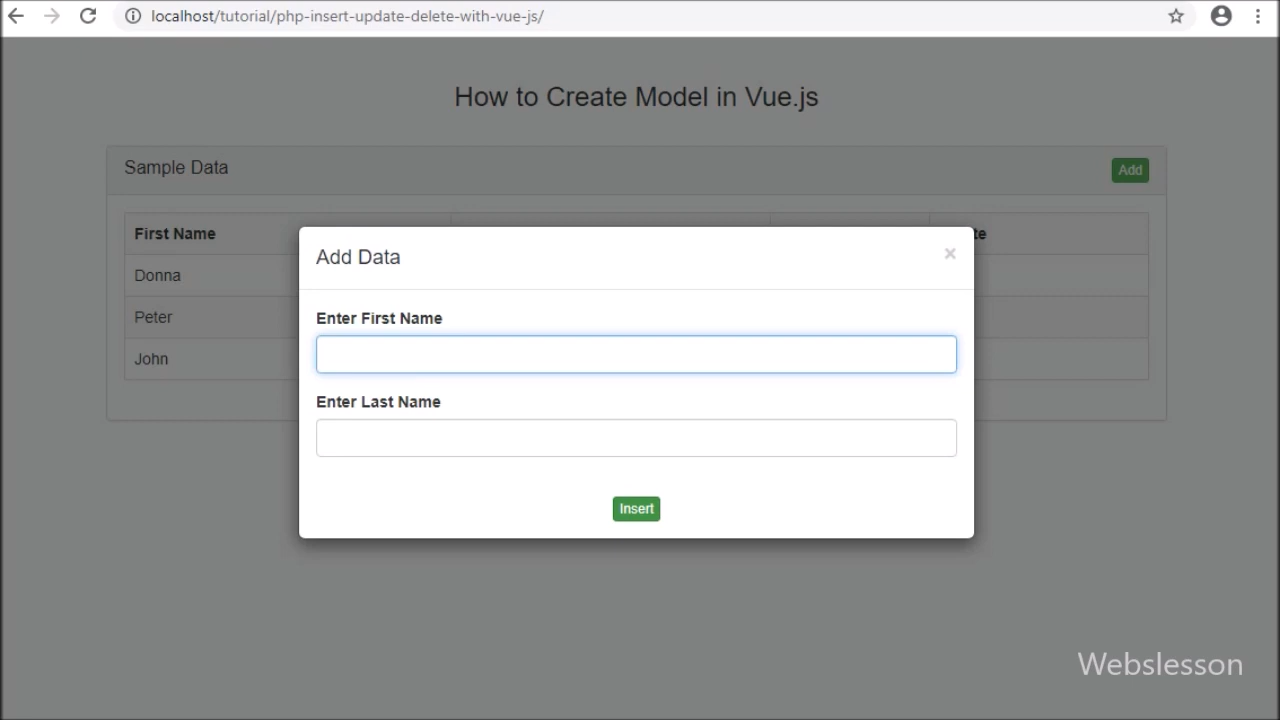 localhost/tutorial/php-insert-update-delete-with-vue-js/
How to Create Model in Vue.js
Sample Data
Add
First Name
te
Donna
Peter
John
Add Data
×
Enter First Name
Enter Last Name
Insert
Webslesson